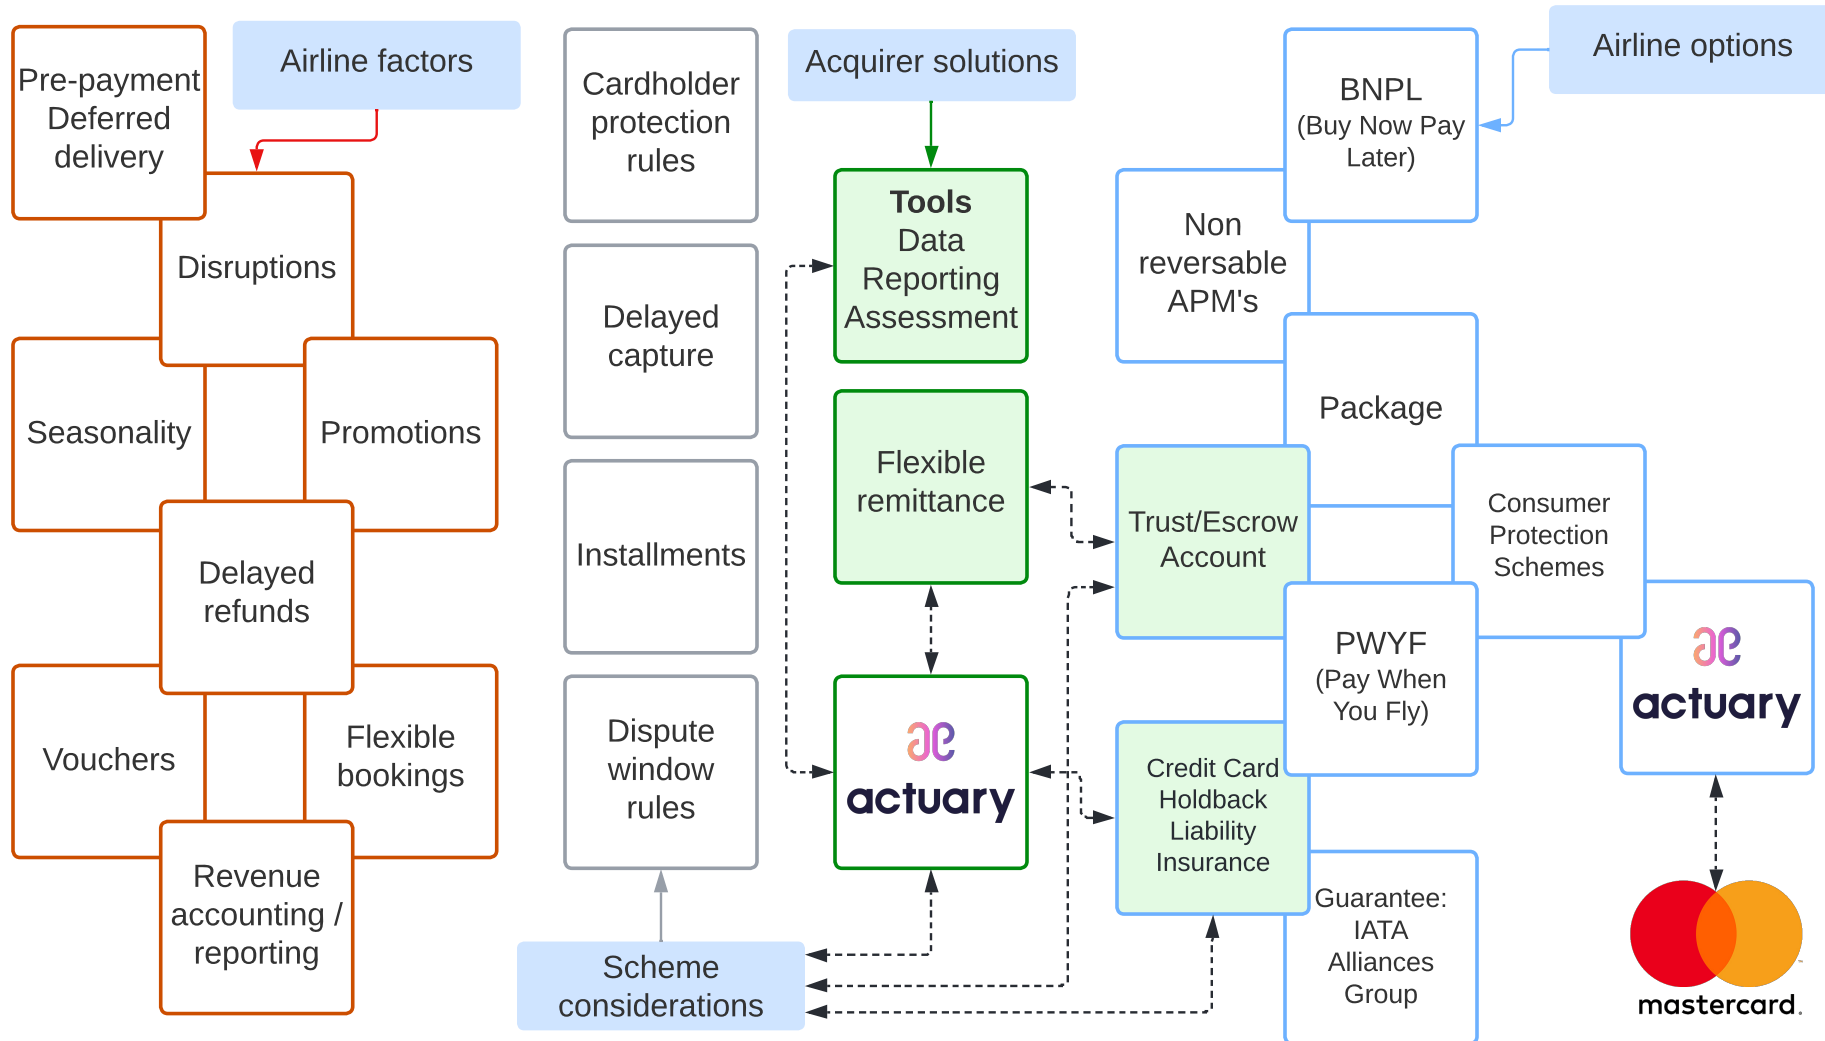 Airline factors
Pre-payment
Deferred
delivery
Disruptions
Seasonality
Promotions
Delayed
refunds
Vouchers
Flexible
bookings
Revenue
accounting /
reporting
Cardholder
protection
rules
Delayed
capture
Installments
Dispute
window
rules
Scheme
considerations
Acquirer solutions
Tools
Data
Reporting
Assessment
Flexible
remittance
actuary
Airline options
BNPL
(Buy Now Pay
Later)
Non
reversable
APM's
Package
Trust/Escrow
Account
Consumer
Protection
Schemes
PWYF
(Pay When
You Fly)
actuary
Credit Card
Holdback
Liability
Insurance
Guarantee:
IATA
Alliances
Group
mastercard.